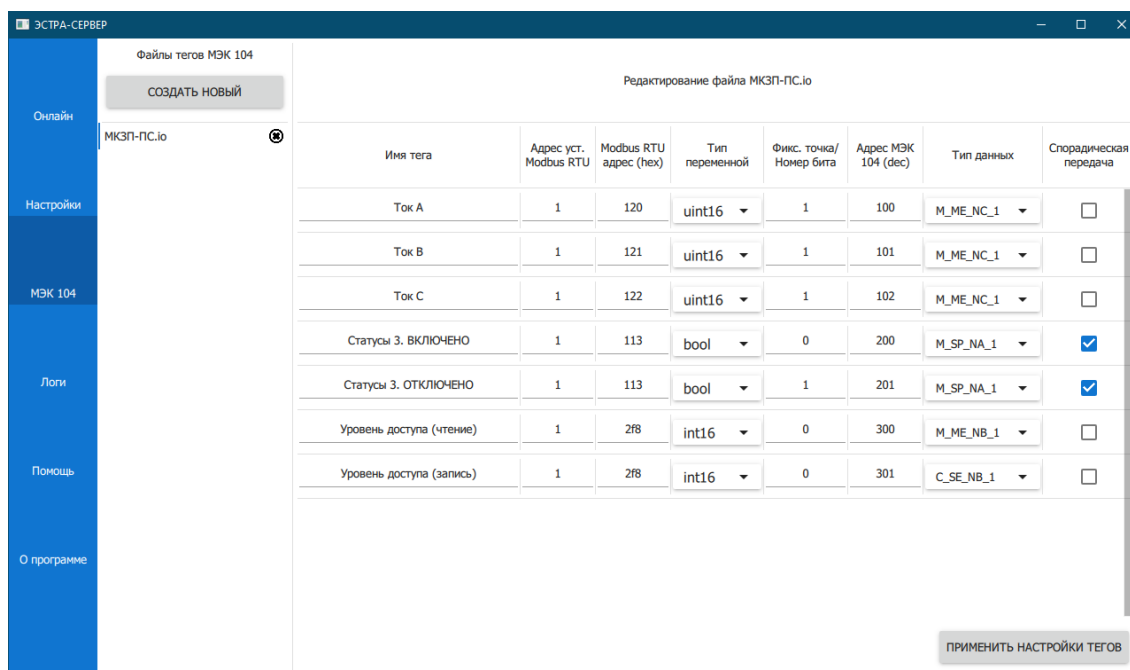 ЭСТРА-СЕРВЕР
Онлайн
Настройки
МЭК 104
Логи
Помощь
О программе
Файлы тегов МЭК 104
СОЗДАТЬ НОВЫЙ
МКЗП-ПС.io
Редактирование файла МКЗП-ПС.io
Имя тега Адрес уст. Modbus RTU Modbus RTU адрес (hex) Тип переменной Фикс. точка/ Номер бита Адрес МЭК 104 (dec) Тип данных Спорадическая передача
Ток А 1 120 uint16 1 100 M_ME_NC_1
Ток В 1 121 uint16 1 101 M_ME_NC_1
Ток С 1 122 uint16 1 102 M_ME_NC_1
Статусы 3. ВКЛЮЧЕНО 1 113 bool 0 200 M_SP_NA_1
Статусы 3. ОТКЛЮЧЕНО 1 113 bool 1 201 M_SP_NA_1
Уровень доступа (чтение) 1 2f8 int16 0 300 M_ME_NB_1
Уровень доступа (запись) 1 2f8 int16 0 301 C_SE_NB_1
ПРИМЕНИТЬ НАСТРОЙКИ ТЕГОВ